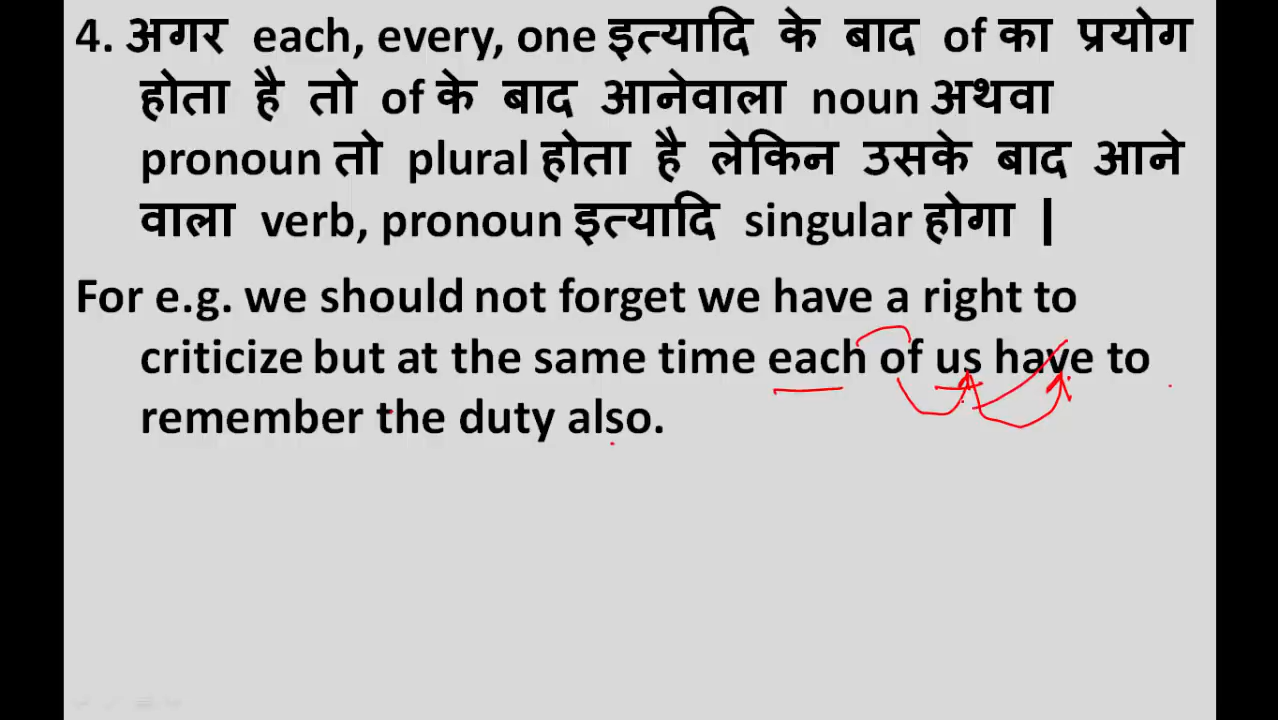 4. अगर each, every, one इत्यादि के बाद of का प्रयोग
होता है तो of के बाद आनेवाला noun अथवा
pronoun तो plural होता है लेकिन उसके बाद आने
वाला verb, pronoun इत्यादि singular होगा |
For e.g. we should not forget we have a right to
criticize but at the same time each of us have to
remember the duty also.